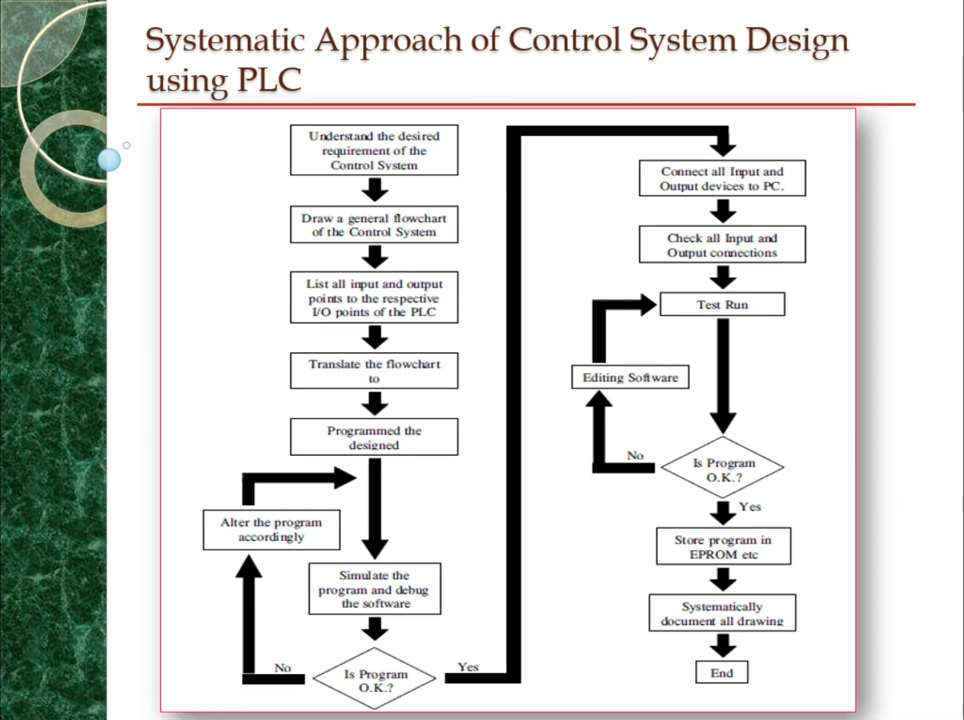 Systematic Approach of Control System Design
using PLC
Understand the desired
requirement of the
Control System
Draw a general flowchart
of the Control System
List all input and output
points to the respective
I/O points of the PLC
Translate the flowchart
to
Programmed the
designed
Alter the program
accordingly
Simulate the
program and debug
the software
No
Is Program
O.K.?
Yes
Connect all Input and
Output devices to PC.
Check all Input and
Output connections
Test Run
Editing Software
No
Is Program
O.K.?
Yes
Store program in
EPROM etc
Systematically
document all drawing
End